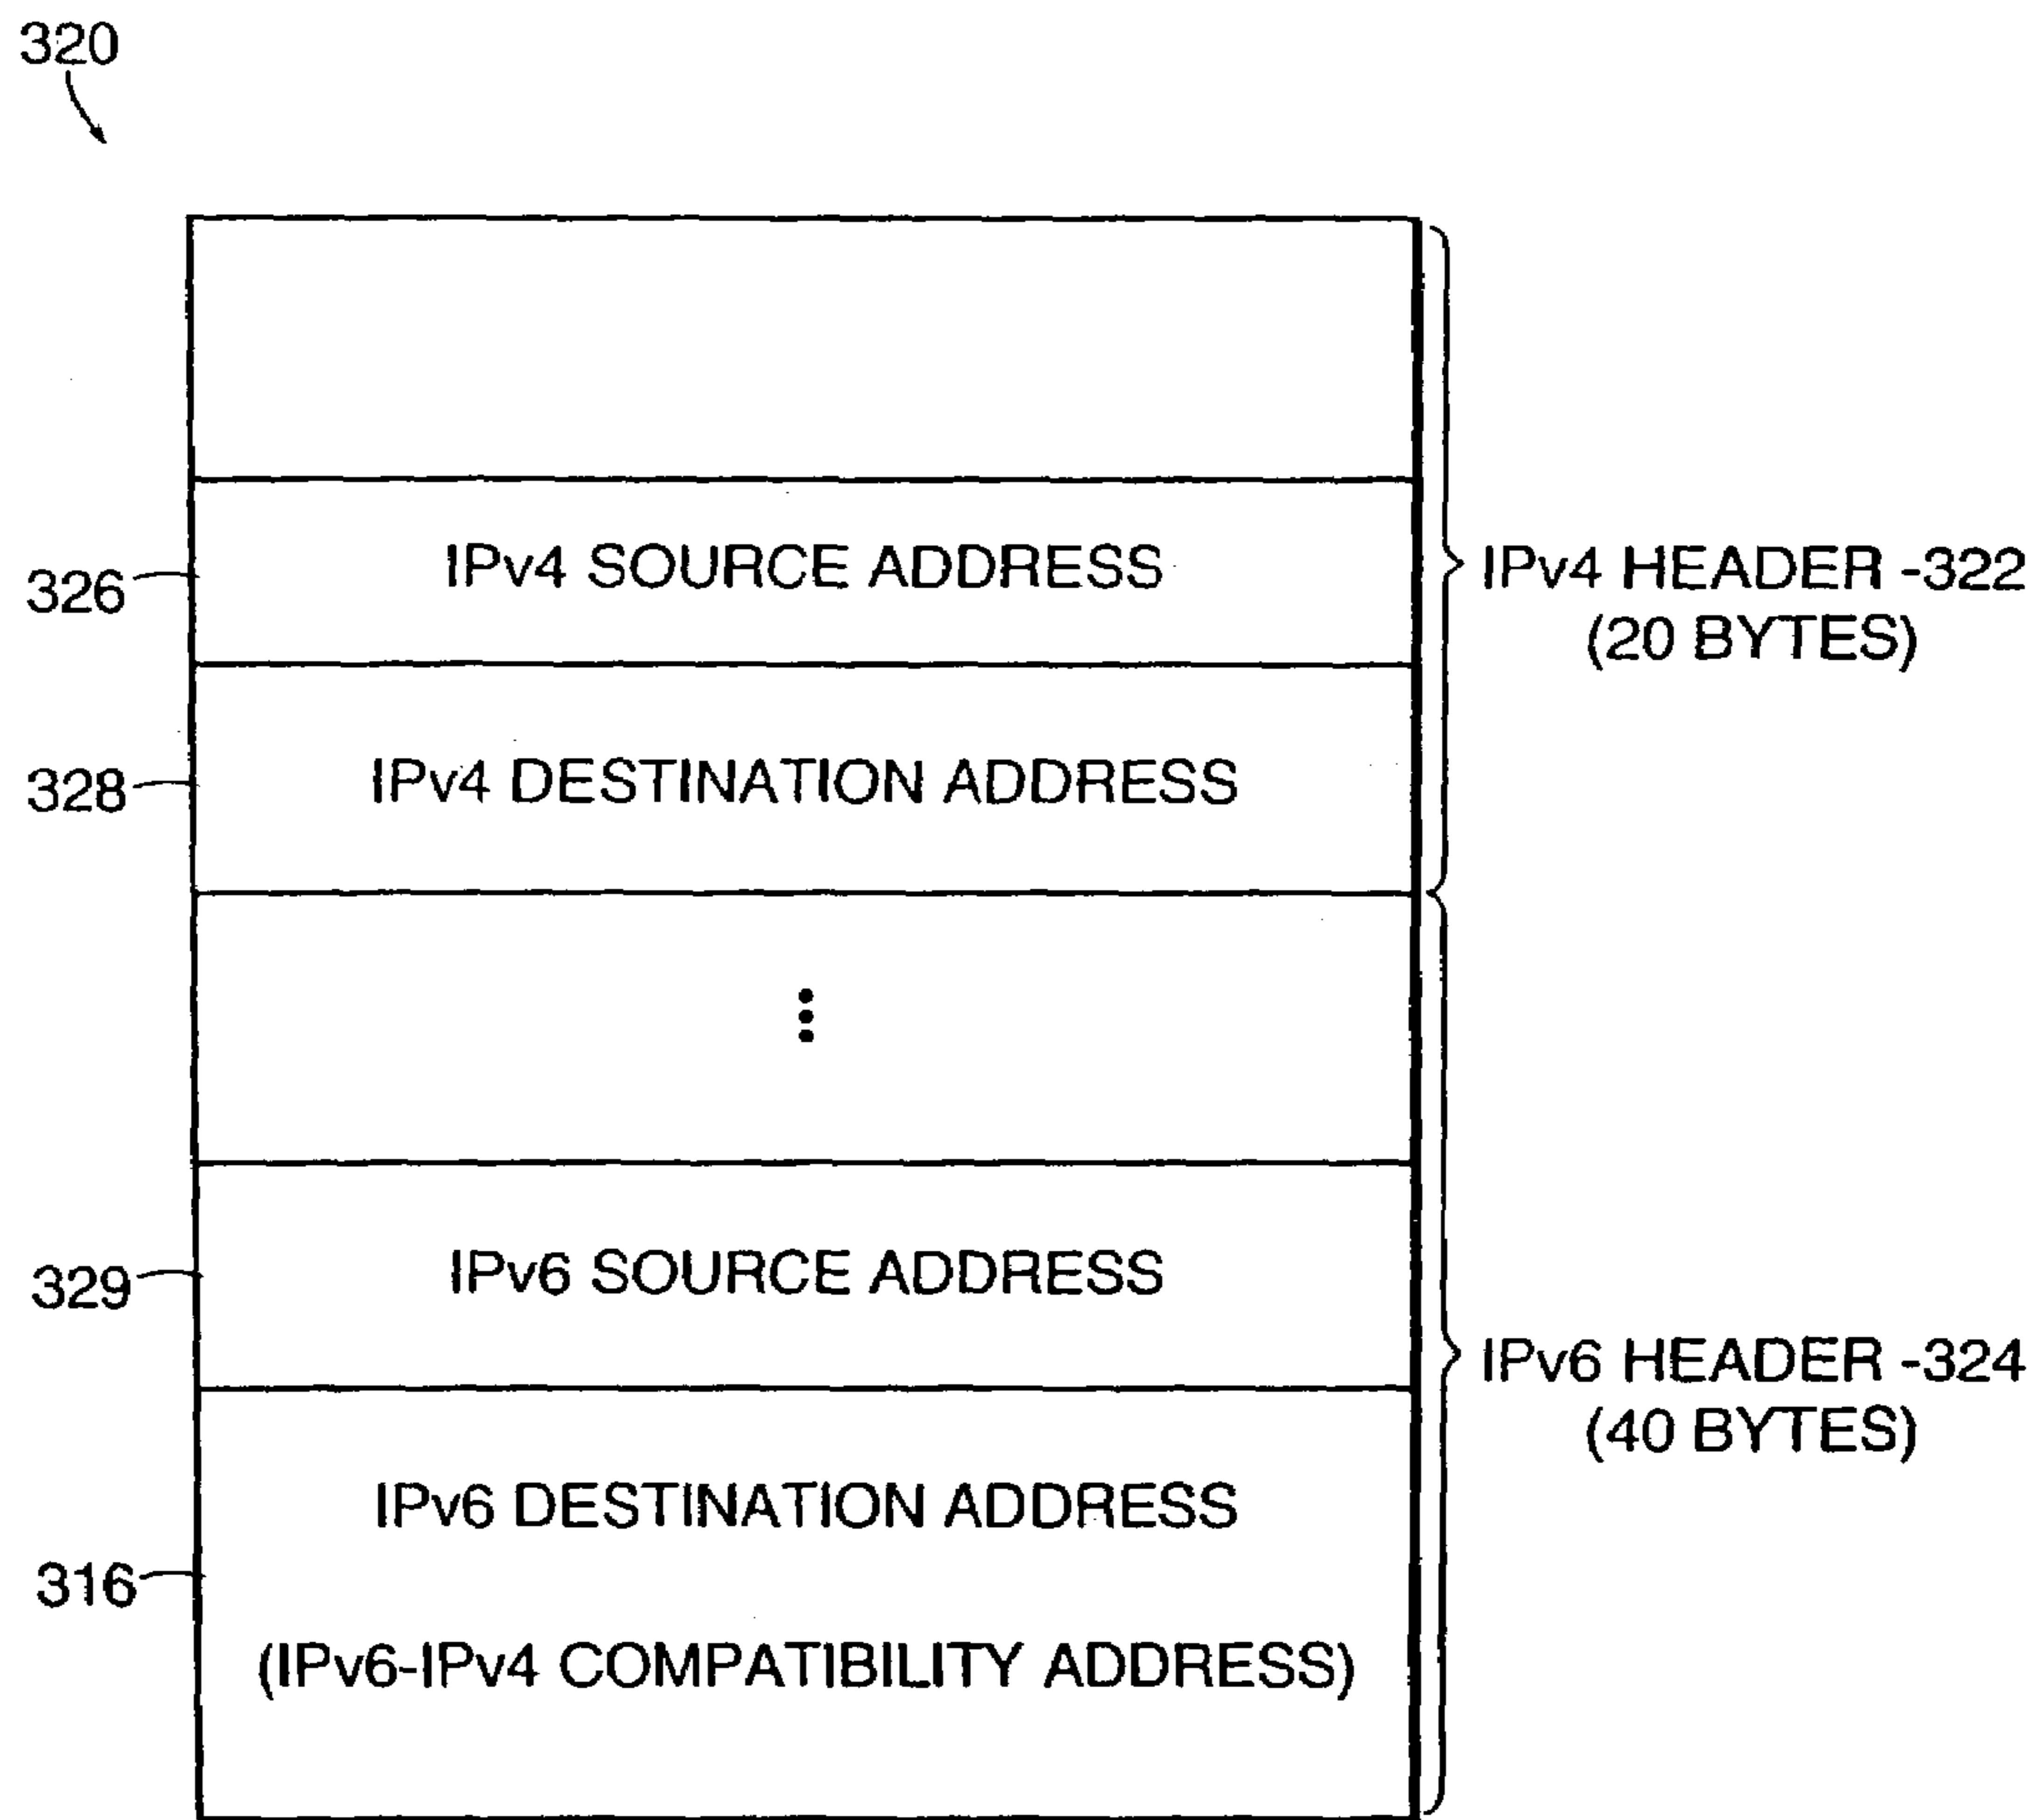 320
326
IPv4 SOURCE ADDRESS
IPv4 HEADER -322
(20 BYTES)
328
IPv4 DESTINATION ADDRESS
329
IPv6 SOURCE ADDRESS
IPv6 HEADER -324
(40 BYTES)
IPv6 DESTINATION ADDRESS
316
(IPv6-IPv4 COMPATIBILITY ADDRESS)